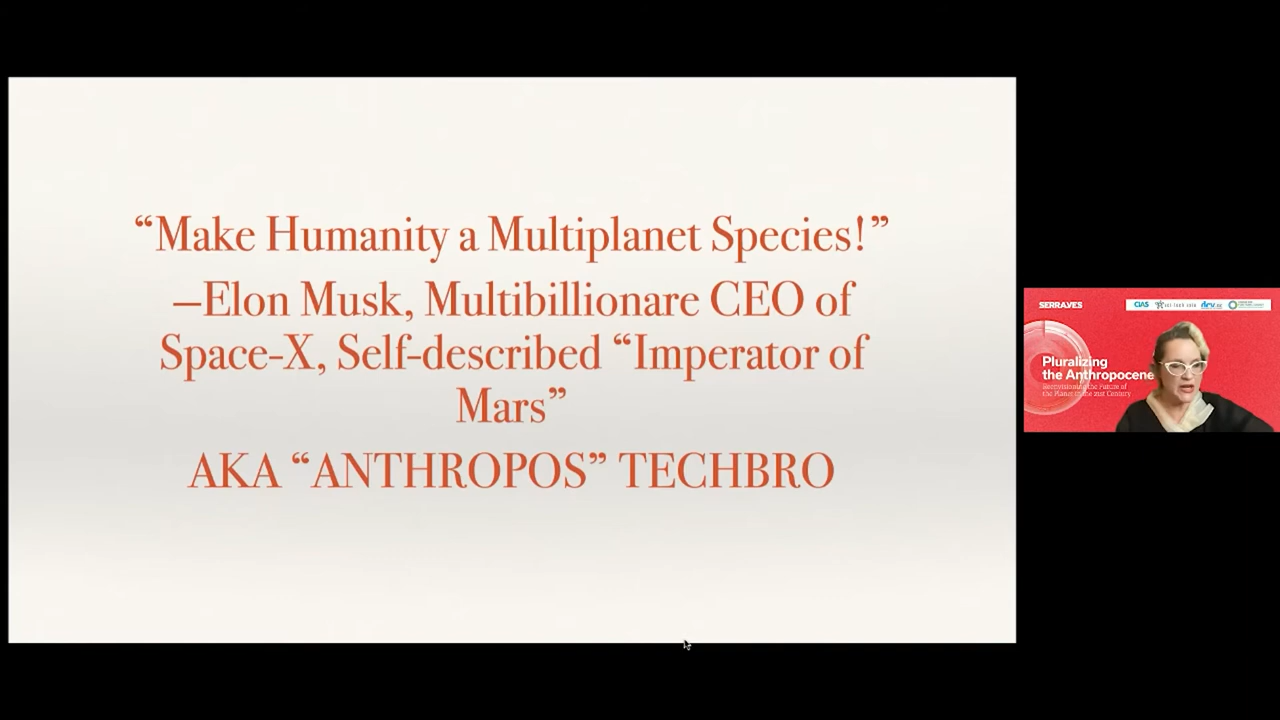 “Make Humanity a Multiplanet Species!”
—Elon Musk, Multibillionare CEO of
Space-X, Self-described “Imperator of
Mars”
AKA “ANTHROPOS” TECHBRO
SERRALVES
CIAS
Pluralizing
the Anthropocene
the Future of
the Planet in the 21st Century